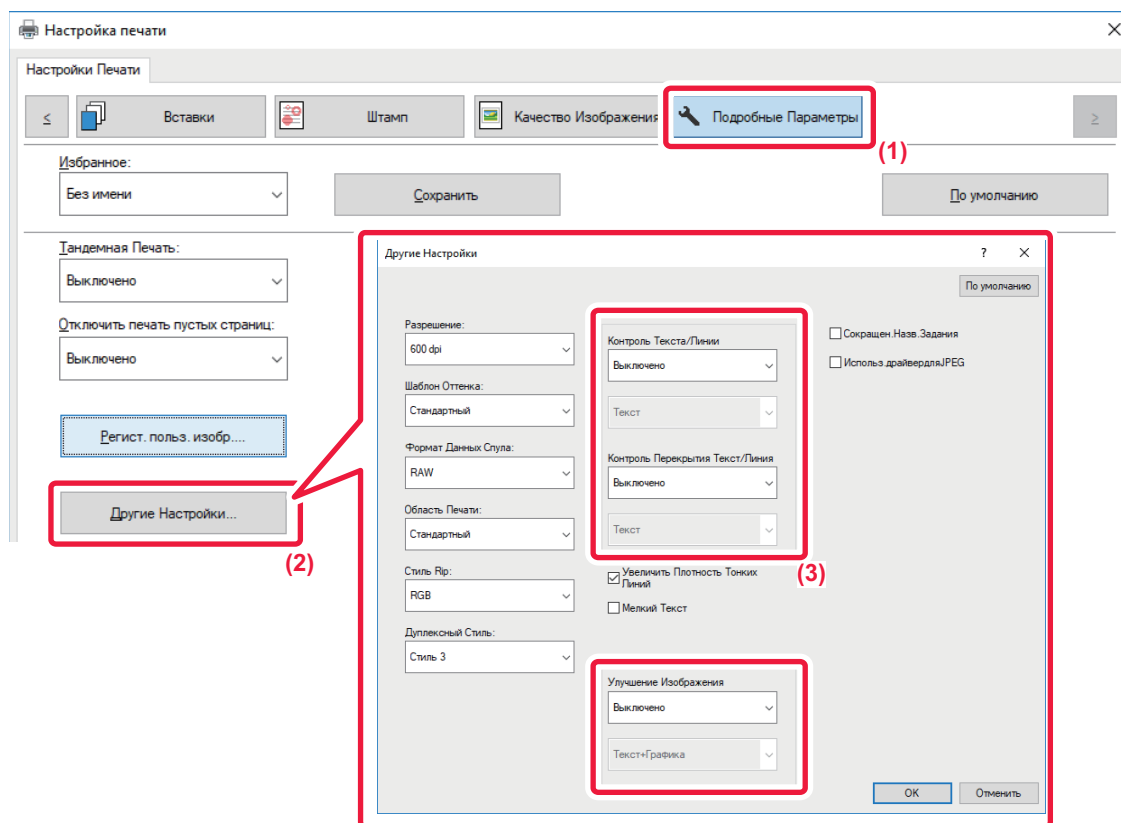 Настройка печати
Настройки Печати
<
Вставки
Штамп
Качество Изображения
Подробные Параметры
>
(1)
Избранное:
Без имени
Сохранить
По умолчанию
Тандемная Печать:
Выключено
Отключить печать пустых страниц:
Выключено
Регист. польз. изобр....
Другие Настройки...
(2)
Другие Настройки
?
По умолчанию
Разрешение:
600 dpi
Шаблон Оттенка:
Стандартный
Формат Данных Спула:
RAW
Область Печати:
Стандартный
Стиль Rip:
RGB
Дуплексный Стиль:
Стиль 3
Контроль Текста/Линии
Выключено
Текст
Контроль Перекрытия Текст/Линия
Выключено
Текст
(3)
Увеличить Плотность Тонких
Линий
Мелкий Текст
Улучшение Изображения
Выключено
Текст+Графика
Сокращен.Назв.Задания
Использ.драйвердляJPEG
OK
Отменить